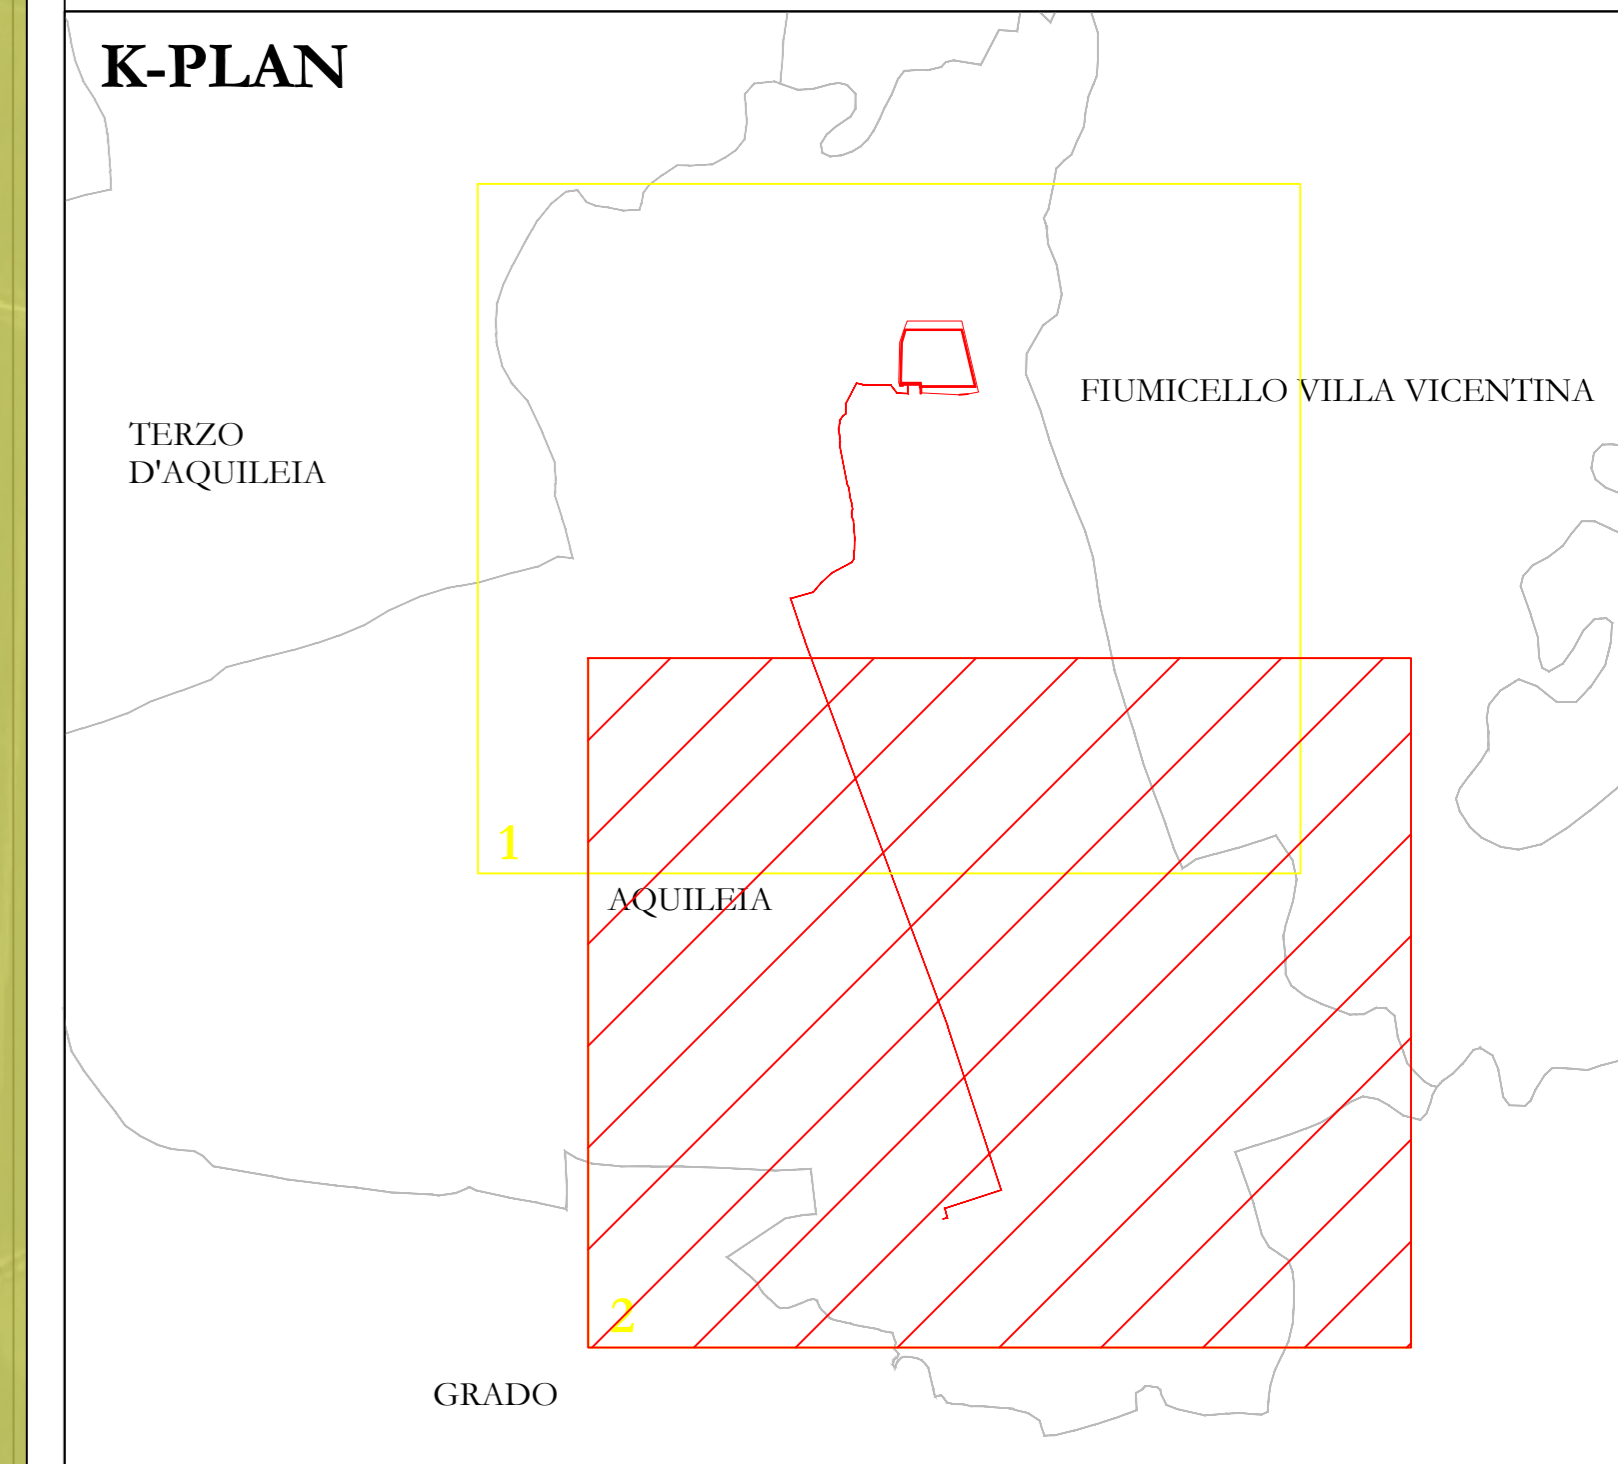 K-PLAN
FIUMICELLO VILLA VICENTINA
TERZO
D'AQUILEIA
1
AQUILEIA
2
GRADO